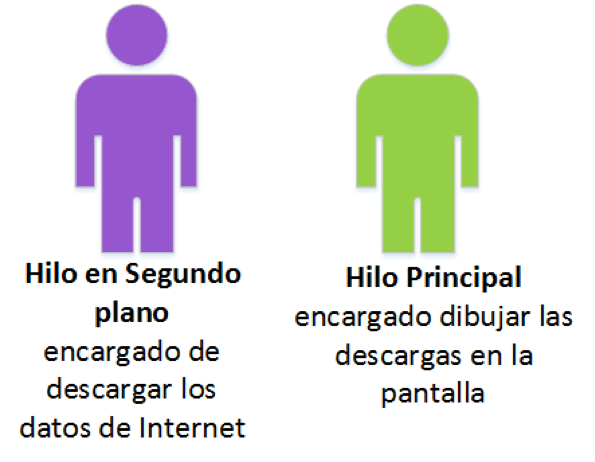 Hilo en Segundo
plano
encargado de
descargar los
datos de Internet
Hilo Principal
encargado dibujar las
descargas en la
pantalla